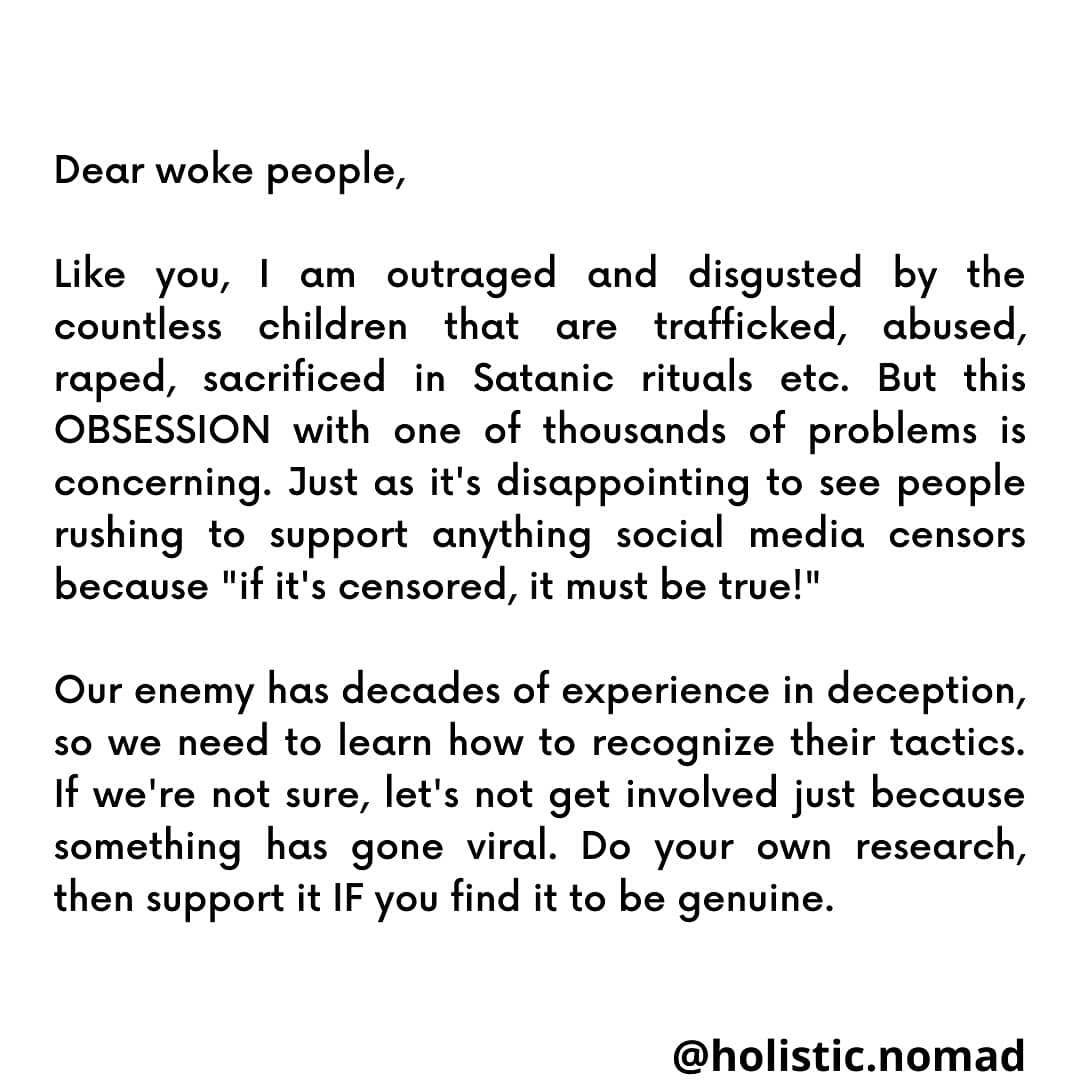 Dear woke people,
Like you, I am outraged and disgusted by the
countless children that are trafficked, abused,
raped, sacrificed in Satanic rituals etc. But this
OBSESSION with one of thousands of problems is
concerning. Just as it's disappointing to see people
rushing to support anything social media censors
because "if it's censored, it must be true!"
Our enemy has decades of experience in deception,
so we need to learn how to recognize their tactics.
If we're not sure, let's not get involved just because
something has gone viral. Do your own research,
then support it IF you find it to be genuine.
@holistic.nomad